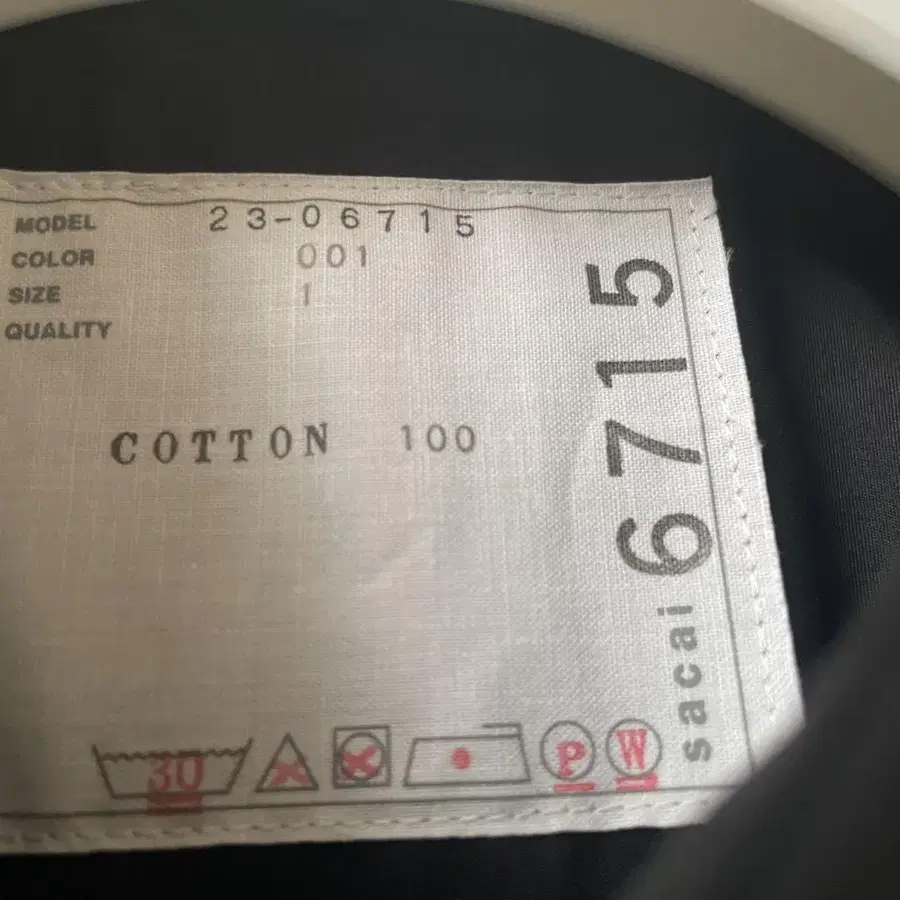 MODEL 23-06715
COLOR 001
SIZE 1
QUALITY
COTTON 100
sacai 6715
30
P
W